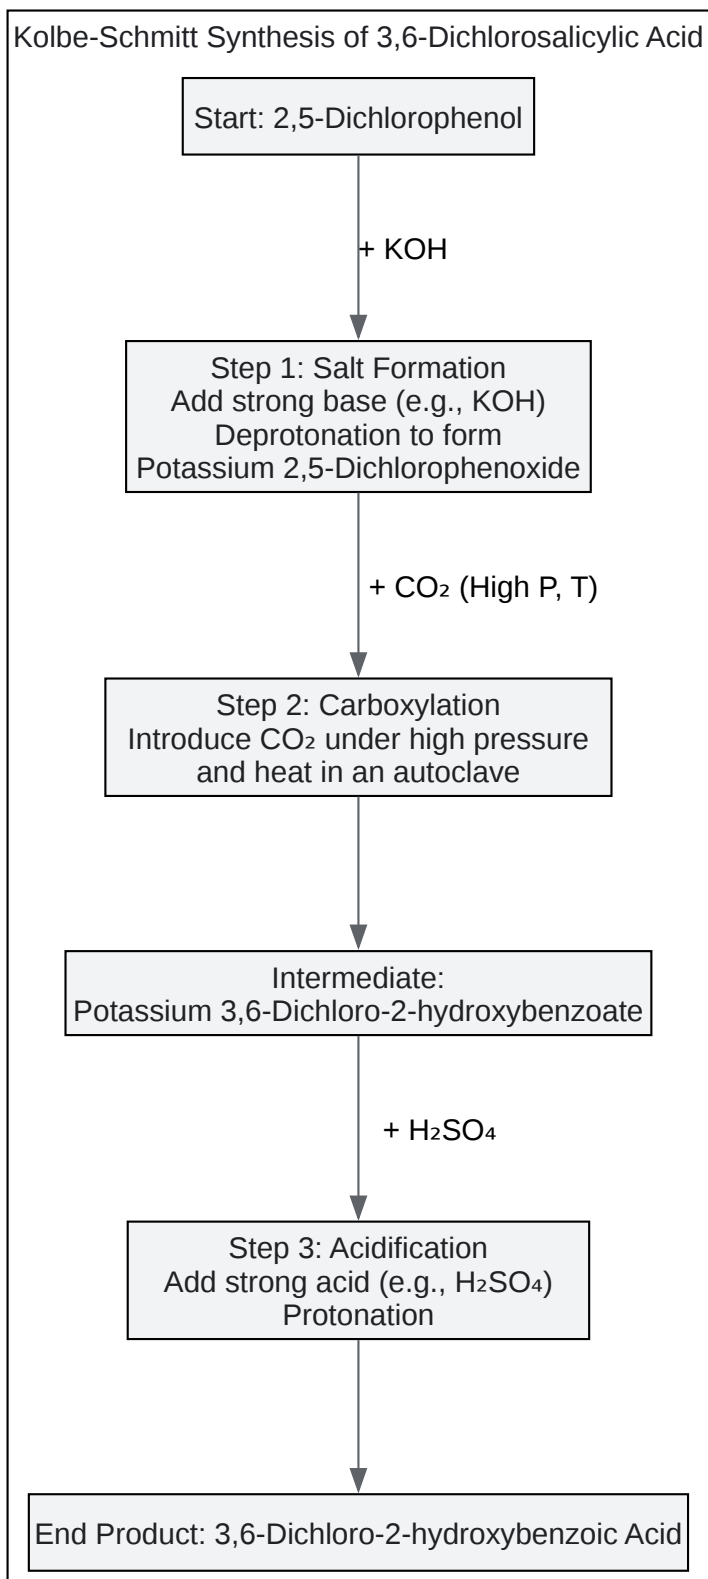 Kolbe-Schmitt Synthesis of 3,6-Dichlorosalicylic Acid
Start: 2,5-Dichlorophenol
+ KOH
Step 1: Salt Formation
Add strong base (e.g., KOH)
Deprotonation to form
Potassium 2,5-Dichlorophenoxide
+ CO₂ (High P, T)
Step 2: Carboxylation
Introduce CO₂ under high pressure
and heat in an autoclave
Intermediate:
Potassium 3,6-Dichloro-2-hydroxybenzoate
+ H₂SO₄
Step 3: Acidification
Add strong acid (e.g., H₂SO₄)
Protonation
End Product: 3,6-Dichloro-2-hydroxybenzoic Acid